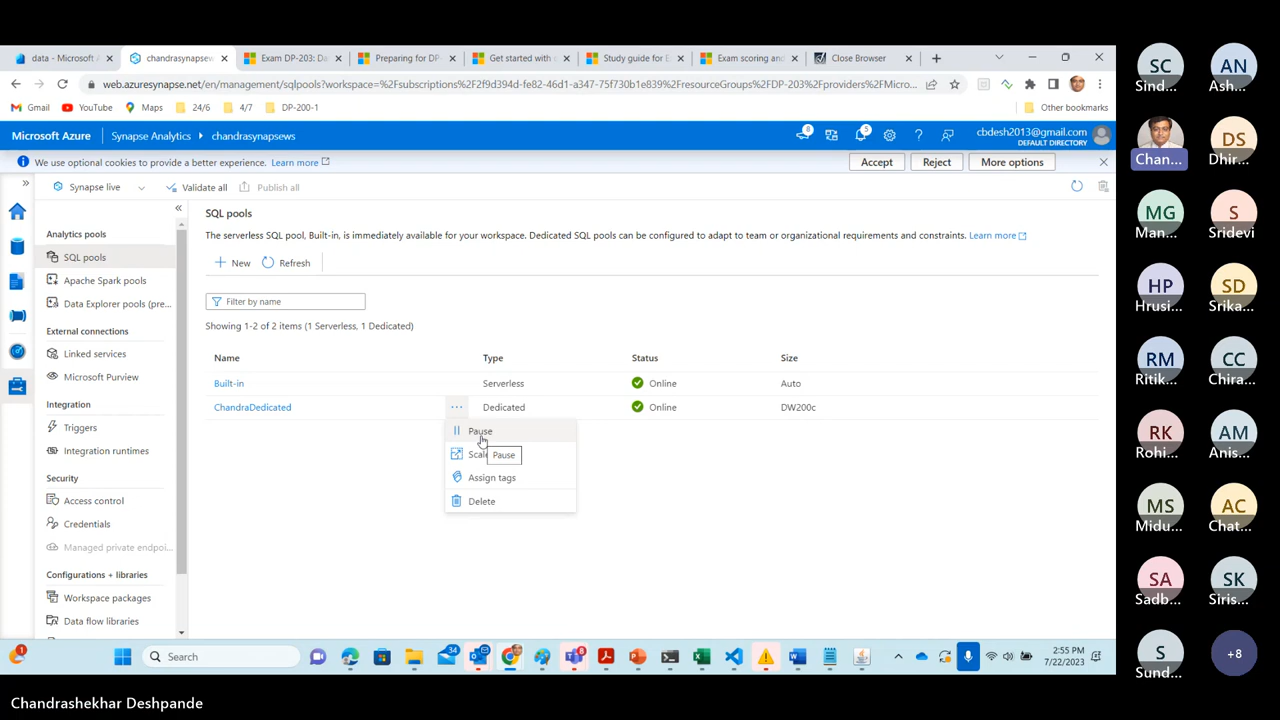 data - Microsoft A
chandrasynapsew
Exam DP-203: Da
Preparing for DP-
Get started with
Study guide for E
Exam scoring an
Close Browser
web.azuresynapse.net/en/management/sqlpools?workspace=%2Fsubscriptions%2f9d394d-fe82-46d1-a347-5f730b1e839%2FresourceGroups%2FDP-203%2Fproviders%2FMicro...
Gmail
YouTube
Maps
24/6
4/7
DP-200-1
Other bookmarks
Microsoft Azure
Synapse Analytics
chandrasynapsews
8
5
cbdesh2013@gmail.com
DEFAULT DIRECTORY
We use optional cookies to provide a better experience. Learn more
Accept
Reject
More options
Synapse live
Validate all
Publish all
Analytics pools
SQL pools
Apache Spark pools
Data Explorer pools (pre...
External connections
Linked services
Microsoft Purview
Integration
Triggers
Integration runtimes
Security
Access control
Credentials
Managed private endpoi...
Configurations + libraries
Workspace packages
Data flow libraries
SQL pools
The serverless SQL pool, Built-in, is immediately available for your workspace. Dedicated SQL pools can be configured to adapt to team or organizational requirements and constraints. Learn more
New
Refresh
Filter by name
Showing 1-2 of 2 items (1 Serverless, 1 Dedicated)
Name Type Status Size
Built-in Serverless Online Auto
ChandraDedicated ... Dedicated Online DW200c
Pause
Scale
Pause
Assign tags
Delete
1
Search
34
8
2:55 PM
7/22/2023
SC
Sind...
AN
Ash...
Chan...
DS
Dhir...
MG
Man...
S
Sridevi
HP
Hrusi...
SD
Srika...
RM
Ritik...
CC
Chira...
RK
Rohi...
AM
Anis...
MS
Midu...
AC
Chat...
SA
Sadb...
SK
Siris...
S
Sund...
+8
Chandrashekhar Deshpande